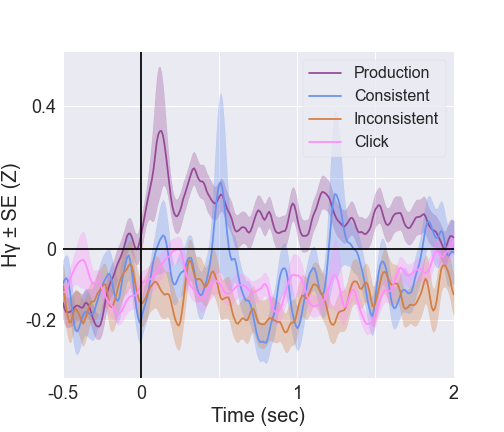 Production
Consistent
Inconsistent
Click
0.4
0
-0.2
Hγ ± SE (Z)
-0.5 0 1 2
Time (sec)